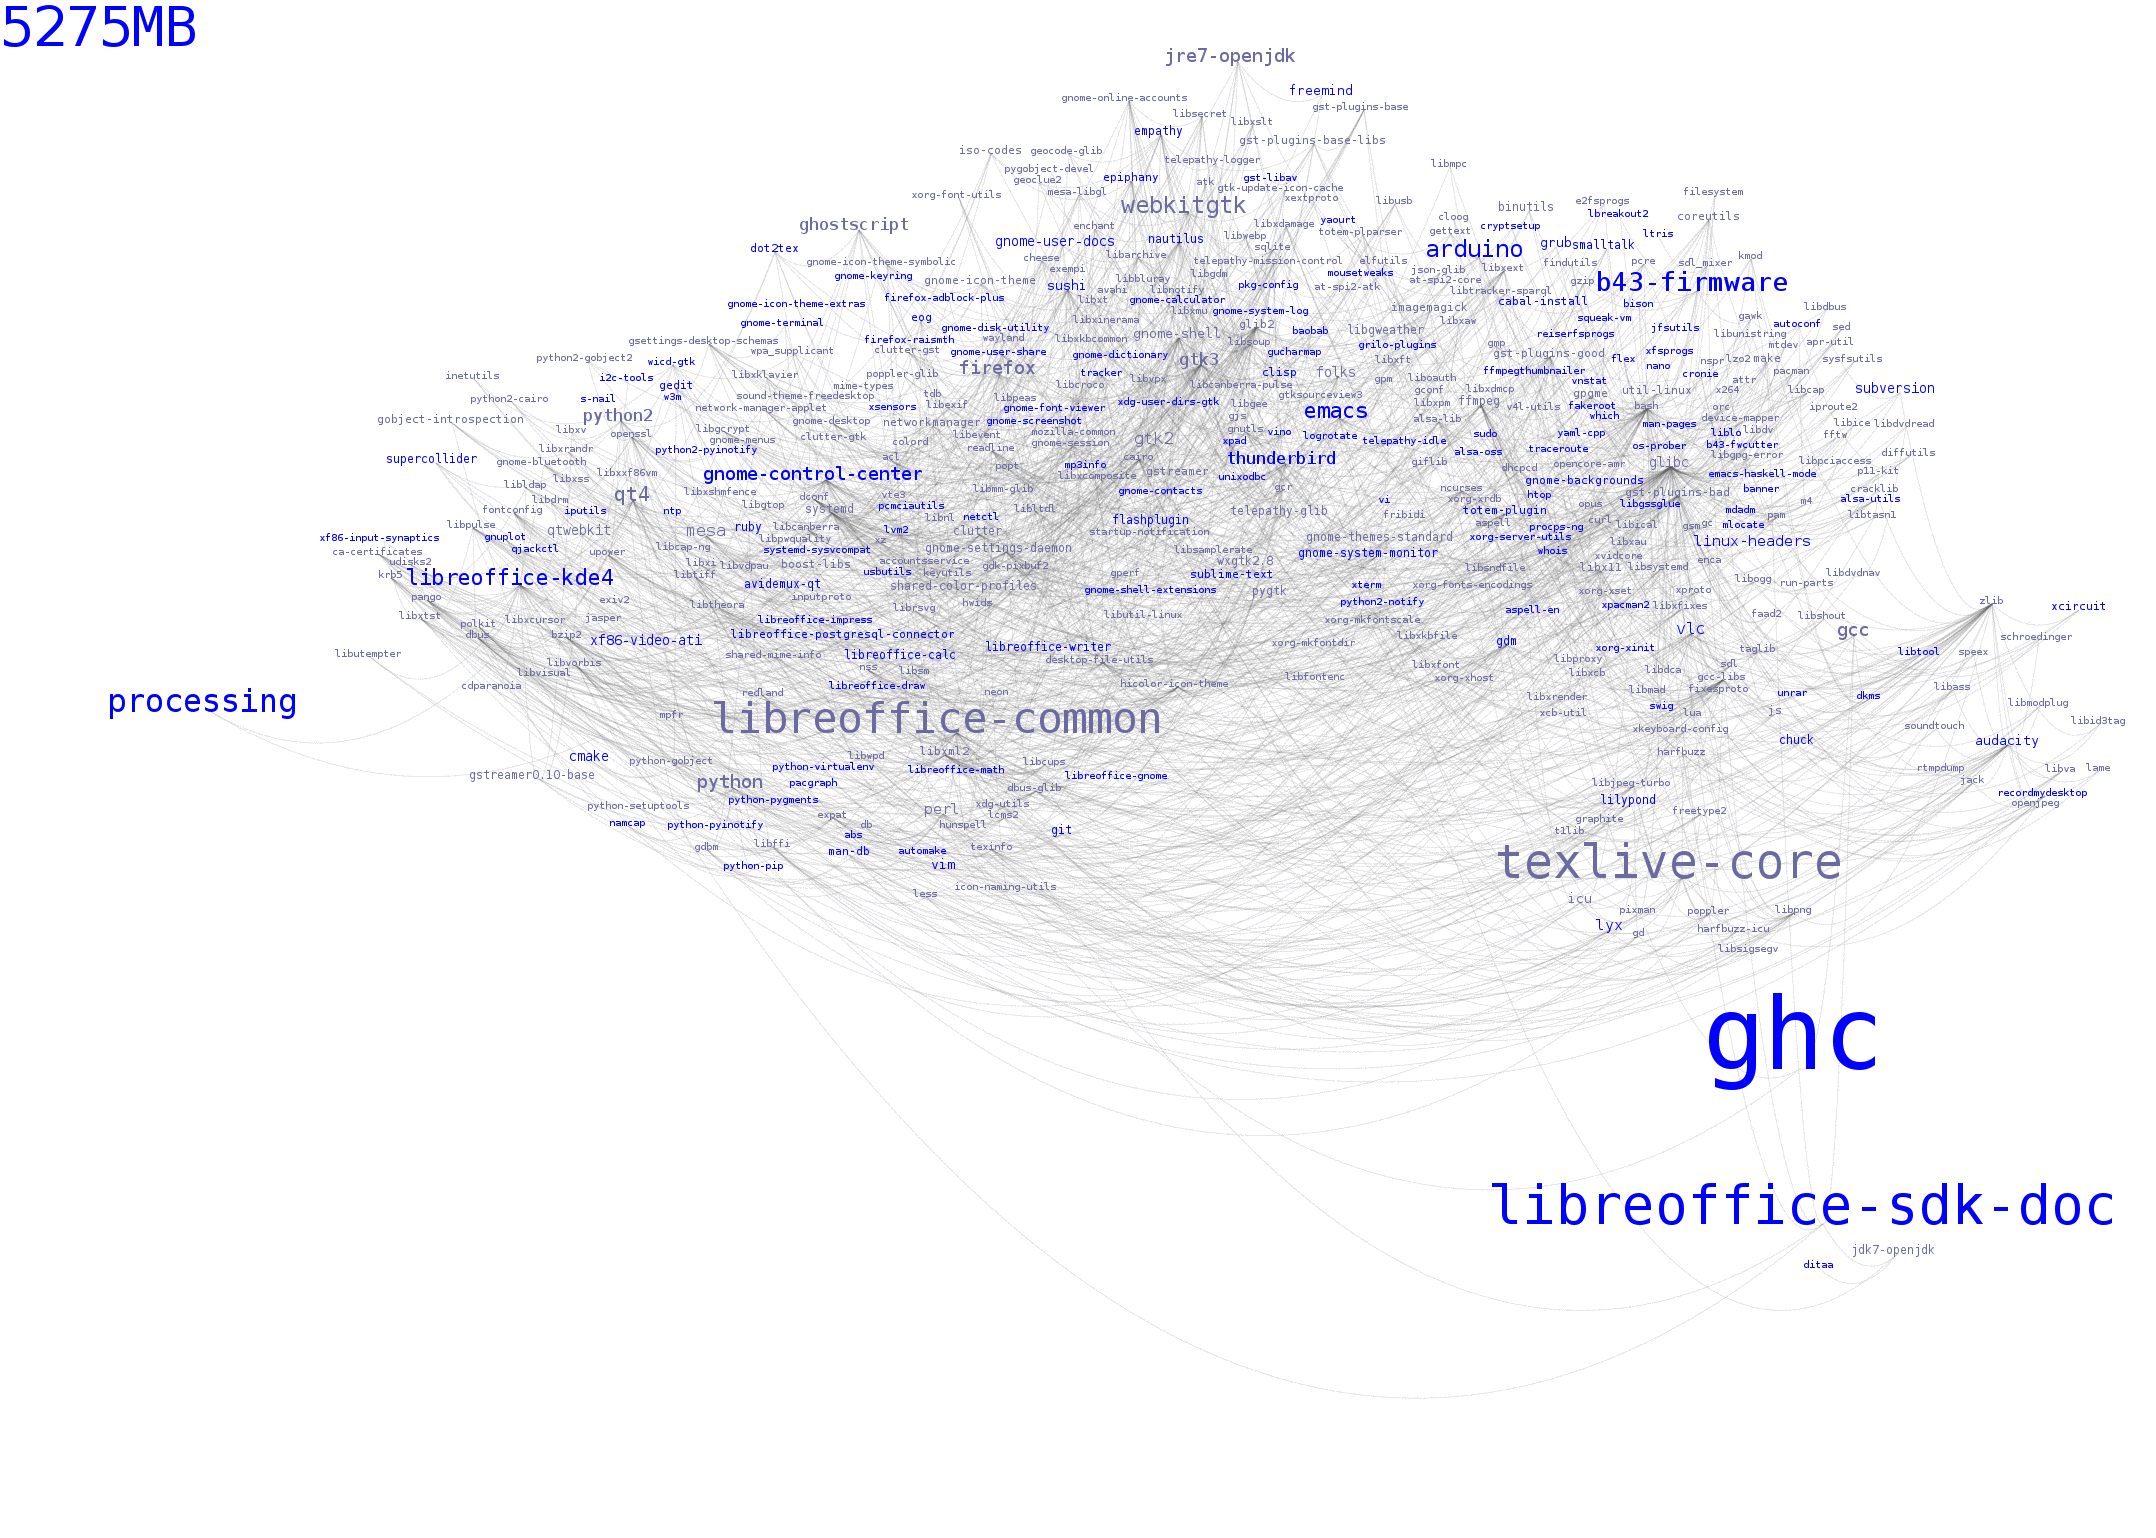 5275MB
jre7-openjdk
freemind
gnome-online-accounts
gst-plugins-base
libsecret
libxslt
empathy
gst-plugins-base-libs
iso-codes
geocode-glib
telepathy-logger
libmpc
pygobject-devel
geoclue2
epiphany
gst-libav
atk
gtk-update-icon-cache
mesa-libgl
xorg-font-utils
xextproto
libusb
filesystem
e2fsprogs
webkitgtk
binutils
lbreakout2
coreutils
ghostscript
enchant
libxdamage
yaourt
cloog
cryptsetup
gettext
totem-plparser
libwebp
ltris
dot2tex
gnome-user-docs
nautilus
sqlite
arduino
grub
smalltalk
cheese
libarchive
telepathy-mission-control
elfutils
findutils
pcre
sdl_mixer
kmod
gnome-icon-theme-symbolic
exempi
libgdm
mousetweaks
json-glib
libxext
gnome-keyring
gnome-icon-theme
libbluray
at-spi2-core
gzip
b43-firmware
sushi
avahi
libnotify
pkg-config
at-spi2-atk
libtracker-sparql
gnome-icon-theme-extras
firefox-adblock-plus
libxt
gnome-calculator
cabal-install
bison
imagemagick
libxmu
gnome-system-log
libdbus
gnome-terminal
eog
libxinerama
squeak-vm
gawk
gnome-disk-utility
glib2
libxaw
autoconf
sed
jfsutils
baobab
libgweather
reiserfsprogs
libunistring
gnome-shell
firefox-raismth
wayland
libxkbcommon
libsoup
gmp
mtdev
apr-util
gsettings-desktop-schemas
grilo-plugins
wpa_supplicant
clutter-gst
gnome-user-share
gnome-dictionary
gucharmap
gst-plugins-good
xfsprogs
flex
python2-gobject2
gtk3
libxft
nspr
lzo2
make
sysfsutils
wicd-gtk
firefox
nano
inetutils
i2c-tools
libxklavier
poppler-glib
tracker
libvpx
clisp
folks
ffmpegthumbnailer
cronie
pacman
gedit
mime-types
libcroco
libcanberra-pulse
gpm
liboauth
vnstat
attr
python2-cairo
s-nail
w3m
sound-theme-freedesktop
tdb
libpeas
gtksourceview3
gconf
libxdmcp
gpgme
util-linux
x264
libcap
subversion
network-manager-applet
xsensors
libexif
gnome-font-viewer
xdg-user-dirs-gtk
libgee
libxpm
ffmpeg
v4l-utils
fakeroot
bash
orc
iproute2
python2
gjs
emacs
which
device-mapper
gobject-introspection
gnome-desktop
networkmanager
gnome-screenshot
alsa-lib
man-pages
libice
libdvdread
libxv
openssl
libgcrypt
clutter-gtk
libevent
mozilla-common
gnutls
vino
logrotate
telepathy-idle
sudo
yaml-cpp
liblo
libdv
fftw
gnome-menus
colord
gnome-session
gtk2
xpad
libxrandr
python2-pyinotify
readline
alsa-oss
traceroute
os-prober
b43-fwcutter
diffutils
supercollider
gnome-bluetooth
acl
popt
mp3info
cairo
thunderbird
giflib
dhcpcd
opencore-amr
glibc
libgpg-error
libpciaccess
libxss
libxxf86vm
gnome-control-center
libxcomposite
gstreamer
unixodbc
gnome-backgrounds
emacs-haskell-mode
p11-kit
libldap
qt4
libxshmfence
dconf
vte3
libmm-glib
gnome-contacts
gcr
ncurses
htop
gst-plugins-bad
banner
cracklib
libdrm
libgtop
systemd
pcmciautils
libltdl
vi
xorg-xrdb
opus
libgssglue
m4
alsa-utils
fontconfig
iputils
ntp
libnl
netctl
telepathy-glib
fribidi
totem-plugin
mdadm
pam
libtasn1
libpulse
qtwebkit
mesa
ruby
libcanberra
lvm2
clutter
flashplugin
aspell
procps-ng
curl
libical
gsm
gc
mlocate
xf86-input-synaptics
gnuplot
libpwquality
xz
startup-notification
gnome-themes-standard
xorg-server-utils
libxau
linux-headers
ca-certificates
qjackctl
upower
libcap-ng
systemd-sysvcompat
gnome-settings-daemon
libsamplerate
gnome-system-monitor
whois
xvidcore
enca
udisks2
libxi
libvdpau
boost-libs
accountsservice
gdk-pixbuf2
wxgtk2.8
libsndfile
libx11
libsystemd
krb5
libreoffice-kde4
libtiff
avidemux-qt
usbutils
keyutils
gperf
sublime-text
libogg
run-parts
libdvdnav
shared-color-profiles
gnome-shell-extensions
pygtk
xterm
xorg-fonts-encodings
xorg-xset
xproto
pango
exiv2
libtheora
inputproto
librsvg
hwids
python2-notify
aspell-en
xpacman2
libxfixes
zlib
xcircuit
libxtst
libxcursor
jasper
libreoffice-impress
libutil-linux
xorg-mkfontscale
faad2
libshout
polkit
dbus
bzip2
xf86-video-ati
libreoffice-postgresql-connector
libxkbfile
vlc
gcc
schroedinger
libutempter
shared-mime-info
libreoffice-calc
libreoffice-writer
xorg-mkfontdir
gdm
xorg-xinit
taglib
libtool
speex
libvorbis
nss
desktop-file-utils
libproxy
libvisual
libsm
libxfont
libxcb
libdca
sdl
cdparanoia
libreoffice-draw
hicolor-icon-theme
libfontenc
xorg-xhost
gcc-libs
processing
redland
neon
libxrender
libmad
fixesproto
unrar
dkms
libass
mpfr
libreoffice-common
xcb-util
swig
lua
js
libmodplug
soundtouch
libid3tag
xkeyboard-config
chuck
audacity
cmake
python-gobject
libwpd
libxml2
libcups
harfbuzz
gstreamer0.10-base
python-virtualenv
libreoffice-math
libreoffice-gnome
rtmpdump
libva
lame
python
pacgraph
dbus-glib
libjpeg-turbo
jack
python-setuptools
python-pygments
perl
xdg-utils
lilypond
recordmydesktop
openjpeg
namcap
python-pyinotify
expat
db
hunspell
lcms2
graphite
freetype2
gdbm
libffi
abs
git
t1lib
man-db
automake
texinfo
python-pip
vim
texlive-core
less
icon-naming-utils
icu
pixman
poppler
libpng
lyx
gd
harfbuzz-icu
libsigsegv
ghc
libreoffice-sdk-doc
jdk7-openjdk
ditaa